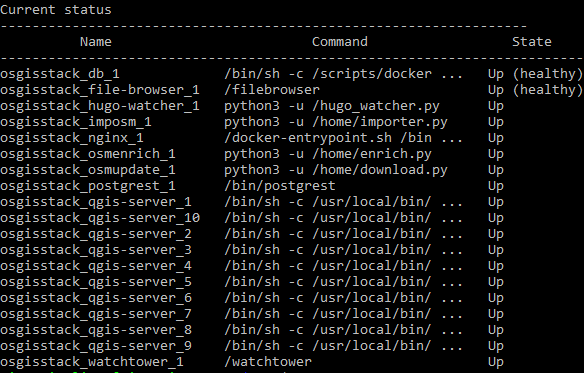 Current status
------------------------------------------------------------------
Name Command State
-------------------------------------------------------------------------
osgisstack_db_1 /bin/sh -c /scripts/docker ... Up (healthy)
osgisstack_file-browser_1 /filebrowser Up (healthy)
osgisstack_hugo-watcher_1 python3 -u /hugo_watcher.py Up
osgisstack_imposm_1 python3 -u /home/importer.py Up
osgisstack_nginx_1 /docker-entrypoint.sh /bin ... Up
osgisstack_osmenrich_1 python3 -u /home/enrich.py Up
osgisstack_osmupdate_1 python3 -u /home/download.py Up
osgisstack_postgrest_1 /bin/postgrest Up
osgisstack_qgis-server_1 /bin/sh -c /usr/local/bin/ ... Up
osgisstack_qgis-server_10 /bin/sh -c /usr/local/bin/ ... Up
osgisstack_qgis-server_2 /bin/sh -c /usr/local/bin/ ... Up
osgisstack_qgis-server_3 /bin/sh -c /usr/local/bin/ ... Up
osgisstack_qgis-server_4 /bin/sh -c /usr/local/bin/ ... Up
osgisstack_qgis-server_5 /bin/sh -c /usr/local/bin/ ... Up
osgisstack_qgis-server_6 /bin/sh -c /usr/local/bin/ ... Up
osgisstack_qgis-server_7 /bin/sh -c /usr/local/bin/ ... Up
osgisstack_qgis-server_8 /bin/sh -c /usr/local/bin/ ... Up
osgisstack_qgis-server_9 /bin/sh -c /usr/local/bin/ ... Up
osgisstack_watchtower_1 /watchtower Up